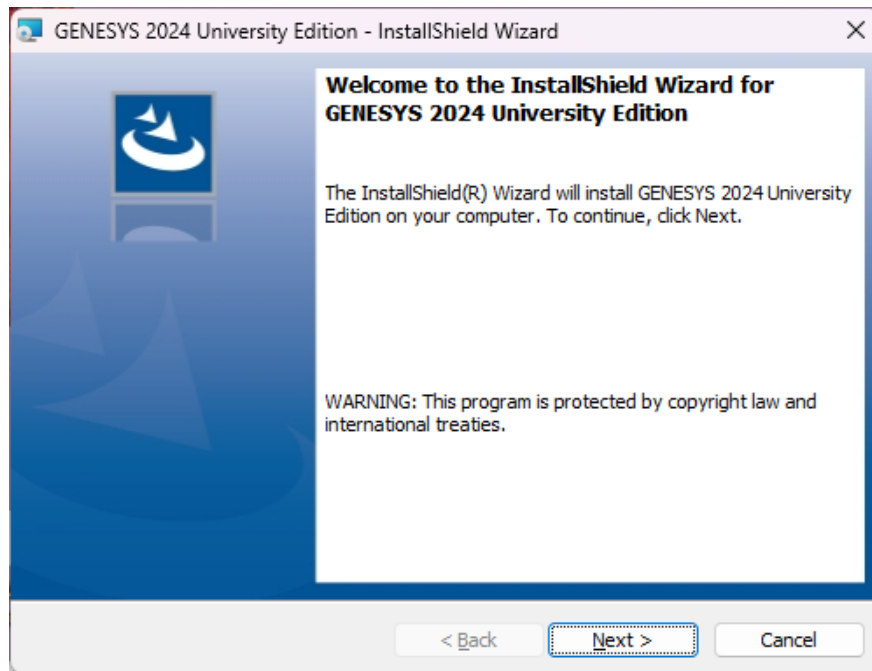 GENESYS 2024 University Edition - InstallShield Wizard
Welcome to the InstallShield Wizard for
GENESYS 2024 University Edition
The InstallShield(R) Wizard will install GENESYS 2024 University
Edition on your computer. To continue, click Next.
WARNING: This program is protected by copyright law and
international treaties.
< Back
Next >
Cancel